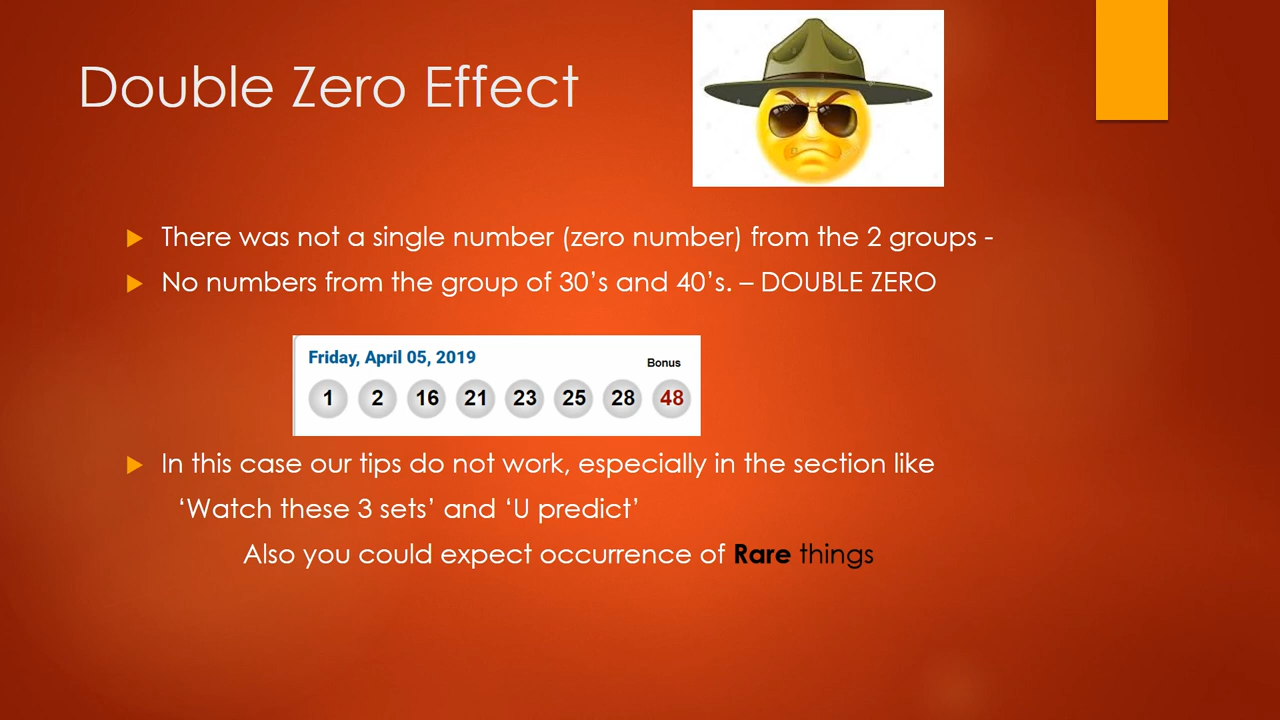 Double Zero Effect
There was not a single number (zero number) from the 2 groups -
No numbers from the group of 30’s and 40’s. – DOUBLE ZERO
Friday, April 05, 2019
Bonus
1 2 16 21 23 25 28 48
In this case our tips do not work, especially in the section like
‘Watch these 3 sets’ and ‘U predict’
Also you could expect occurrence of Rare things